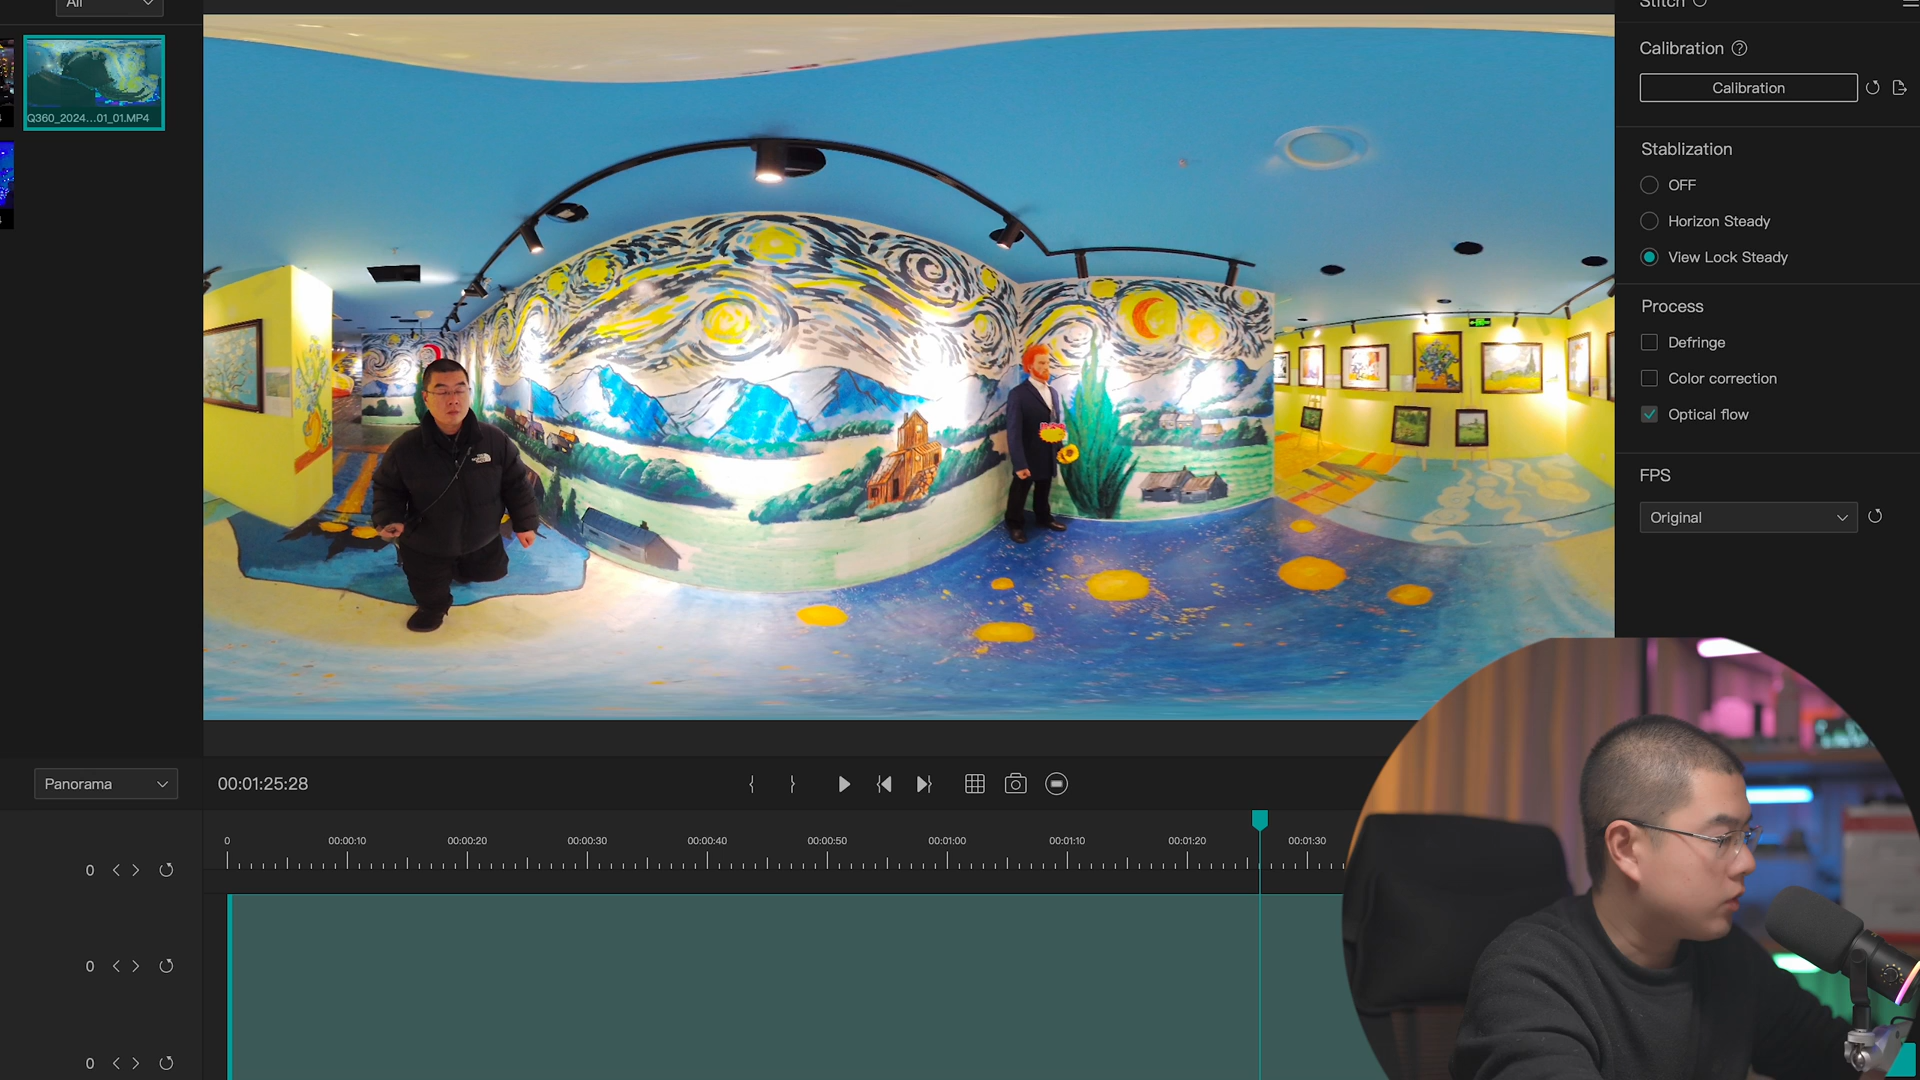 All
Q360_2024...01_01.MP4
Stitch
Calibration
Calibration
Stablization
OFF
Horizon Steady
View Lock Steady
Process
Defringe
Color correction
Optical flow
FPS
Original
THE NORTH FACE
Panorama
00:01:25:28
0
00:00:10
00:00:20
00:00:30
00:00:40
00:00:50
00:01:00
00:01:10
00:01:20
00:01:30
0
0
0